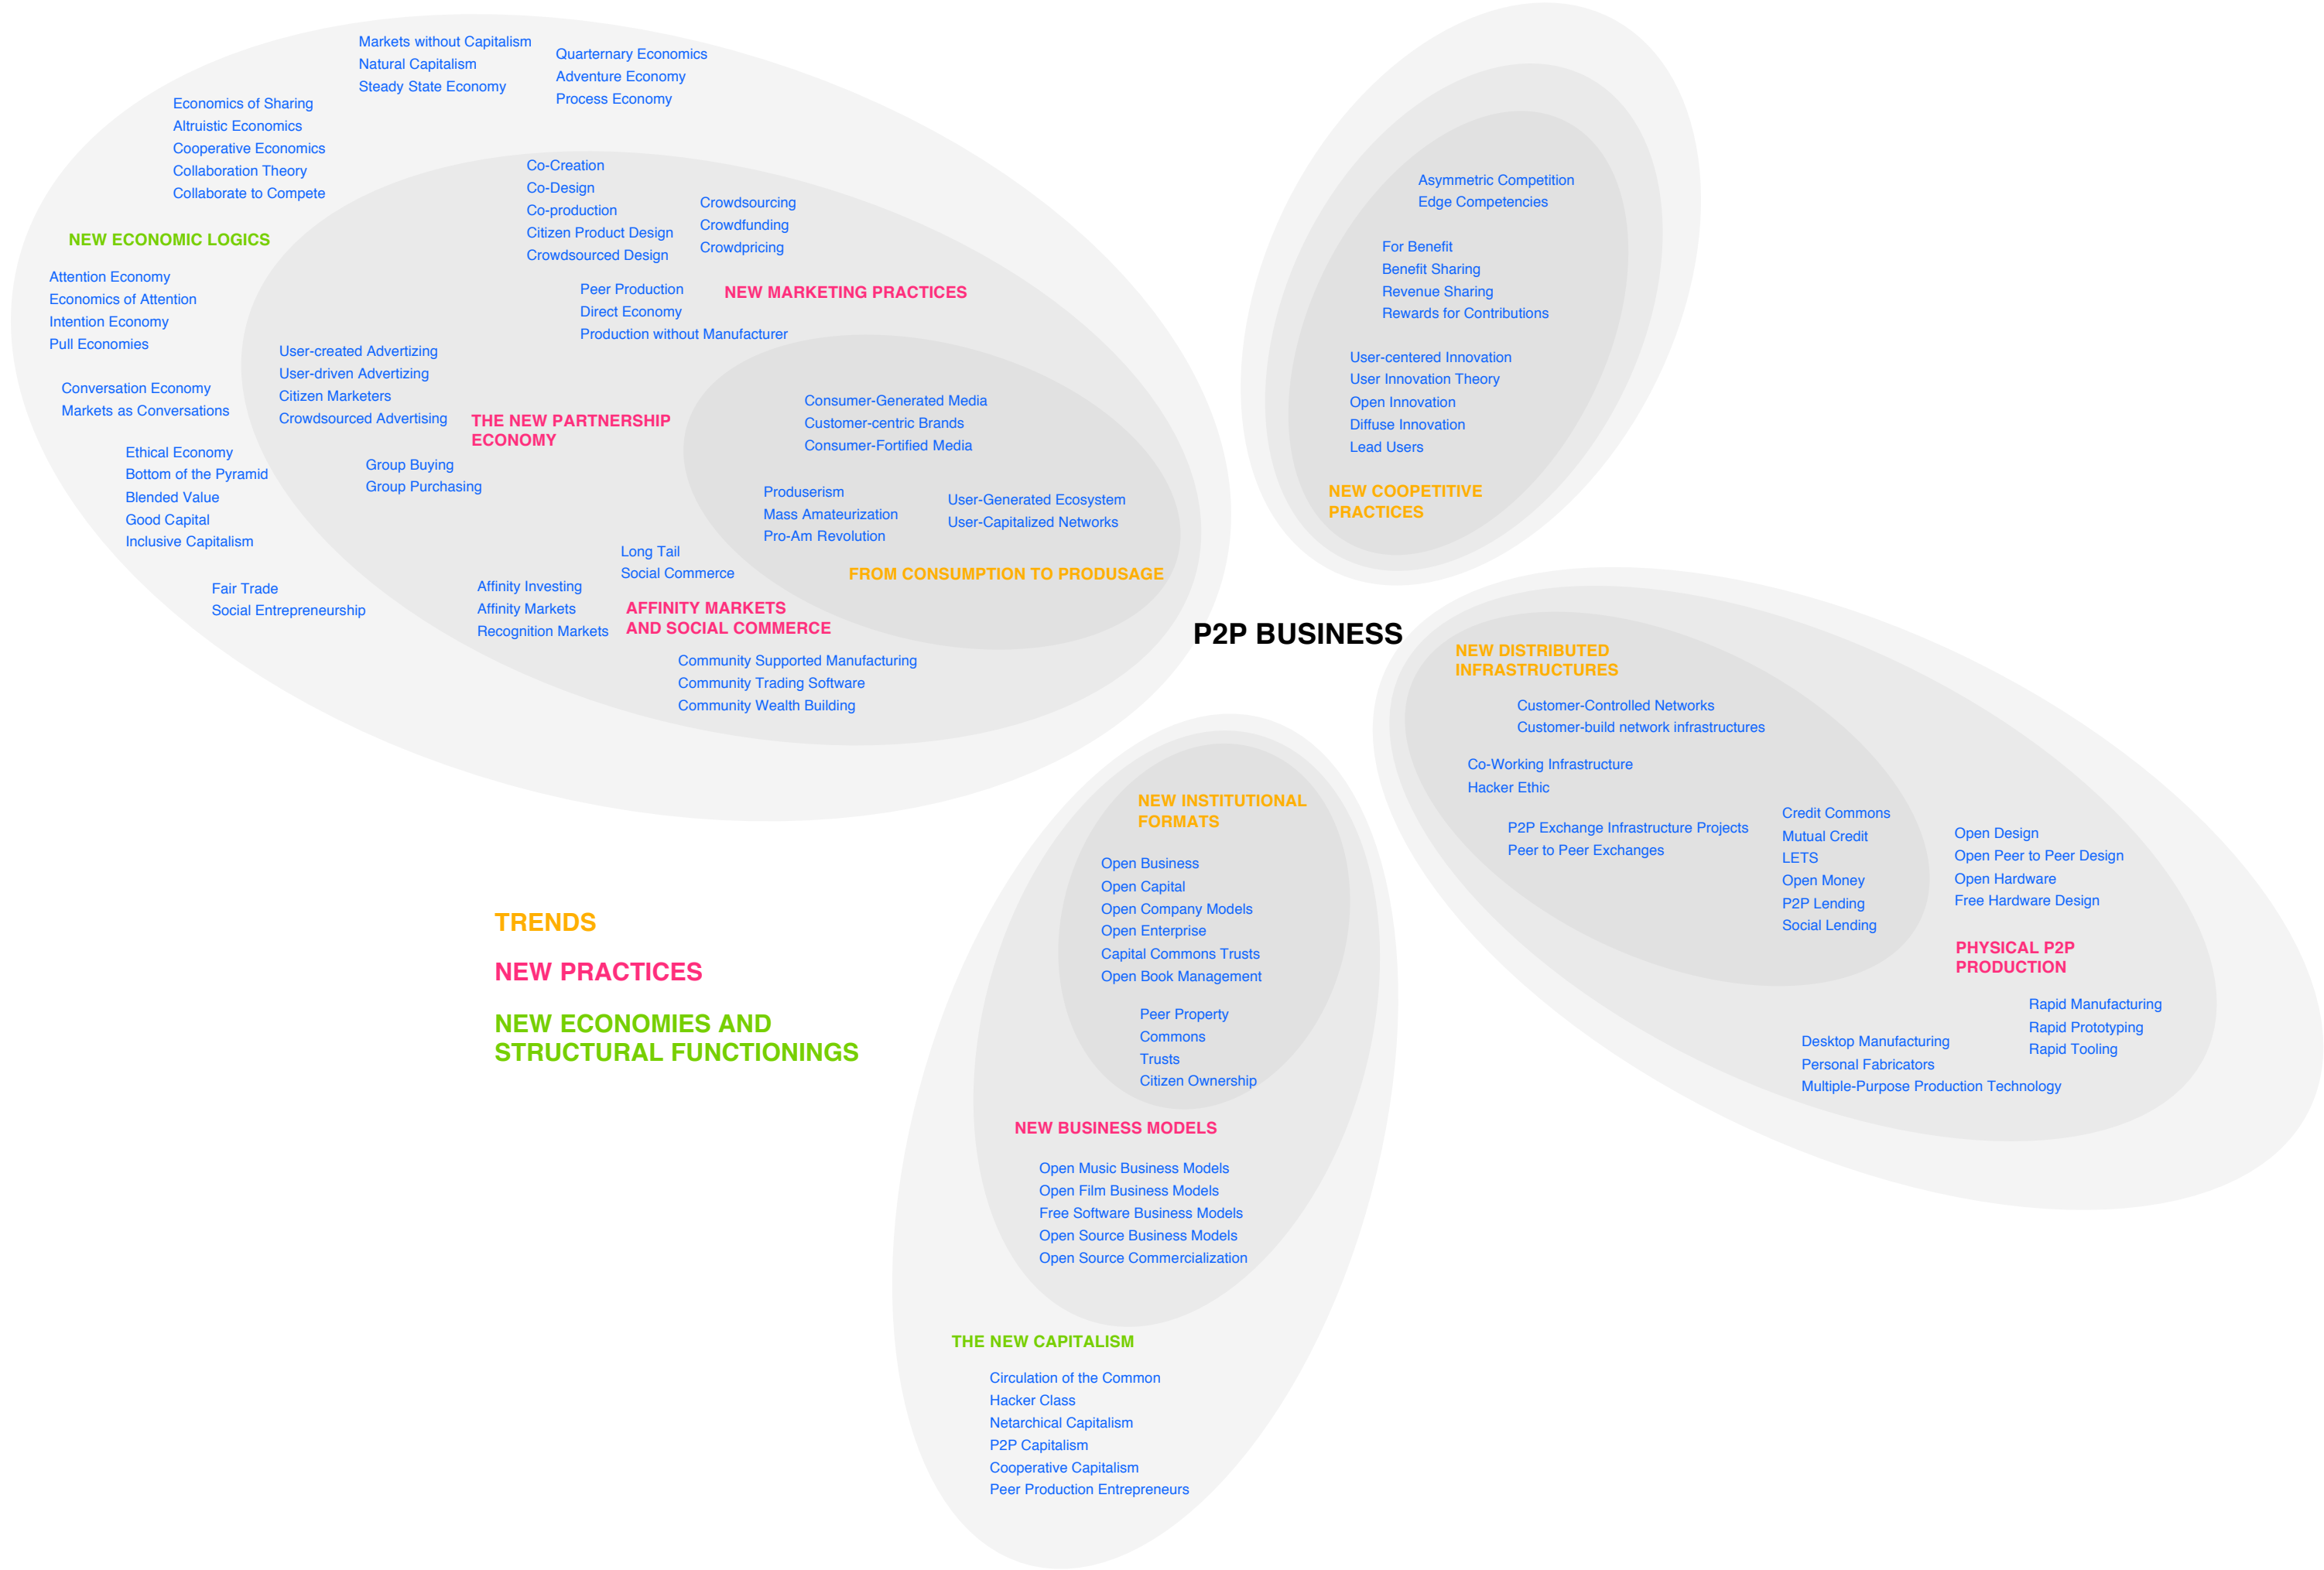 Markets without Capitalism
Natural Capitalism
Steady State Economy
Quarternary Economics
Adventure Economy
Process Economy
Economics of Sharing
Altruistic Economics
Cooperative Economics
Collaboration Theory
Collaborate to Compete
NEW ECONOMIC LOGICS
Attention Economy
Economics of Attention
Intention Economy
Pull Economies
Conversation Economy
Markets as Conversations
Ethical Economy
Bottom of the Pyramid
Blended Value
Good Capital
Inclusive Capitalism
Fair Trade
Social Entrepreneurship
Co-Creation
Co-Design
Co-production
Citizen Product Design
Crowdsourced Design
Crowdsourcing
Crowdfunding
Crowdpricing
Peer Production
Direct Economy
Production without Manufacturer
NEW MARKETING PRACTICES
User-created Advertizing
User-driven Advertizing
Citizen Marketers
Crowdsourced Advertising
THE NEW PARTNERSHIP
ECONOMY
Group Buying
Group Purchasing
Consumer-Generated Media
Customer-centric Brands
Consumer-Fortified Media
Produserism
Mass Amateurization
Pro-Am Revolution
User-Generated Ecosystem
User-Capitalized Networks
FROM CONSUMPTION TO PRODUSAGE
Long Tail
Social Commerce
Affinity Investing
Affinity Markets
Recognition Markets
AFFINITY MARKETS
AND SOCIAL COMMERCE
Community Supported Manufacturing
Community Trading Software
Community Wealth Building
Asymmetric Competition
Edge Competencies
For Benefit
Benefit Sharing
Revenue Sharing
Rewards for Contributions
User-centered Innovation
User Innovation Theory
Open Innovation
Diffuse Innovation
Lead Users
NEW COOPETITIVE
PRACTICES
P2P BUSINESS
NEW DISTRIBUTED
INFRASTRUCTURES
Customer-Controlled Networks
Customer-build network infrastructures
Co-Working Infrastructure
Hacker Ethic
P2P Exchange Infrastructure Projects
Peer to Peer Exchanges
Credit Commons
Mutual Credit
LETS
Open Money
P2P Lending
Social Lending
Open Design
Open Peer to Peer Design
Open Hardware
Free Hardware Design
PHYSICAL P2P
PRODUCTION
Rapid Manufacturing
Rapid Prototyping
Rapid Tooling
Desktop Manufacturing
Personal Fabricators
Multiple-Purpose Production Technology
NEW INSTITUTIONAL
FORMATS
Open Business
Open Capital
Open Company Models
Open Enterprise
Capital Commons Trusts
Open Book Management
Peer Property
Commons
Trusts
Citizen Ownership
NEW BUSINESS MODELS
Open Music Business Models
Open Film Business Models
Free Software Business Models
Open Source Business Models
Open Source Commercialization
THE NEW CAPITALISM
Circulation of the Common
Hacker Class
Netarchical Capitalism
P2P Capitalism
Cooperative Capitalism
Peer Production Entrepreneurs
TRENDS
NEW PRACTICES
NEW ECONOMIES AND
STRUCTURAL FUNCTIONINGS